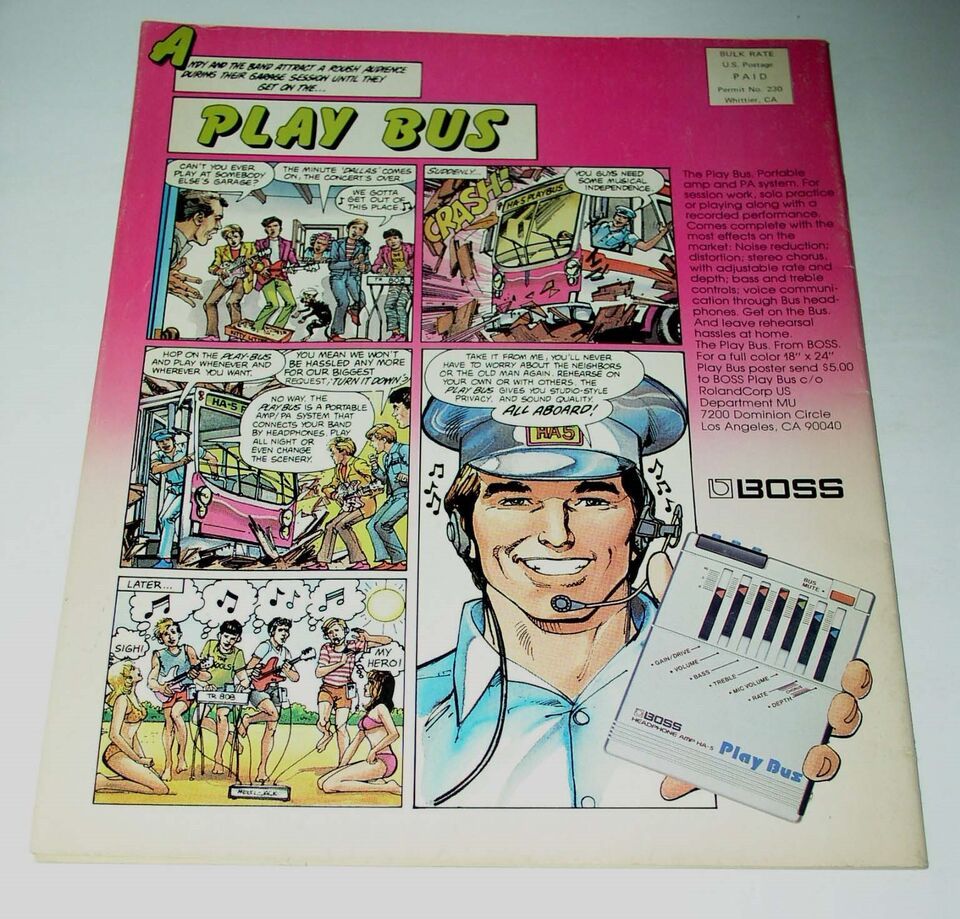 ANDY AND THE BAND ATTRACT A ROUGH AUDIENCE
DURING THEIR GARAGE SESSION UNTIL THEY
GET ON THE...
PLAY BUS
BULK RATE
U.S. Postage
PAID
Permit No. 230
Whittier, CA
CAN'T YOU EVER
PLAY AT SOMEBODY
ELSE'S GARAGE?
THE MINUTE 'DALLAS' COMES
ON, THE CONCERT'S OVER.
♪ WE GOTTA
GET OUT OF
THIS PLACE ♪
SUDDENLY...
CRASH!
HA-5 PLAYBUS
YOU GUYS NEED
SOME MUSICAL
INDEPENDENCE.
HOP ON THE PLAY-BUS
AND PLAY WHENEVER AND
WHEREVER YOU WANT.
YOU MEAN WE WON'T
BE HASSLED ANY MORE
FOR OUR BIGGEST
REQUEST, 'TURN IT DOWN'?
HA-5 P
NO WAY. THE
PLAYBUS IS A PORTABLE
AMP/PA SYSTEM THAT
CONNECTS YOUR BAND
BY HEADPHONES. PLAY
ALL NIGHT OR
EVEN CHANGE
THE SCENERY.
TAKE IT FROM ME, YOU'LL NEVER
HAVE TO WORRY ABOUT THE NEIGHBORS
OR THE OLD MAN AGAIN. REHEARSE ON
YOUR OWN OR WITH OTHERS. THE
PLAY BUS GIVES YOU STUDIO-STYLE
PRIVACY, AND SOUND QUALITY.
ALL ABOARD!
HA5
LATER...
SIGH!
MY
HERO!
TR 808
The Play Bus. Portable
amp and PA system. For
session work, solo practice
or playing along with a
recorded performance.
Comes complete with the
most effects on the
market: Noise reduction;
distortion; stereo chorus,
with adjustable rate and
depth; bass and treble
controls; voice communi-
cation through Bus head-
phones. Get on the Bus.
And leave rehearsal
hassles at home.
The Play Bus. From BOSS.
For a full color 18" x 24"
Play Bus poster send $5.00
to BOSS Play Bus c/o
RolandCorp US
Department MU
7200 Dominion Circle
Los Angeles, CA 90040
BOSS
BUS
MUTE
• GAIN/DRIVE
• VOLUME
• BASS
• TREBLE
• MIC VOLUME
• RATE
• DEPTH
CHORUS
BOSS
HEADPHONE AMP HA-5
Play Bus